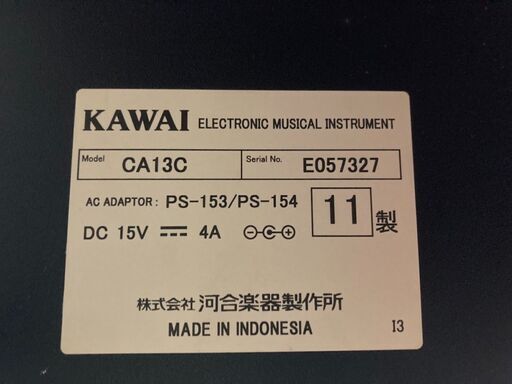 KAWAI ELECTRONIC MUSICAL INSTRUMENT
Model CA13C Serial No. E057327
AC ADAPTOR: PS-153/PS-154
DC 15V 4A
11 製
株式会社 河合楽器製作所
MADE IN INDONESIA I3